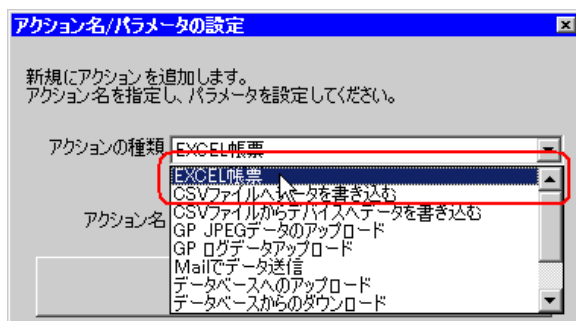 アクション名/パラメータの設定
新規にアクションを追加します。
アクション名を指定し、パラメータを設定してください。
アクションの種類 EXCEL帳票
EXCEL帳票
CSVファイルへデータを書き込む
アクション名 CSVファイルからデバイスへデータを書き込む
GP JPEGデータのアップロード
GP ログデータアップロード
Mailでデータ送信
データベースへのアップロード
データベースからのダウンロード